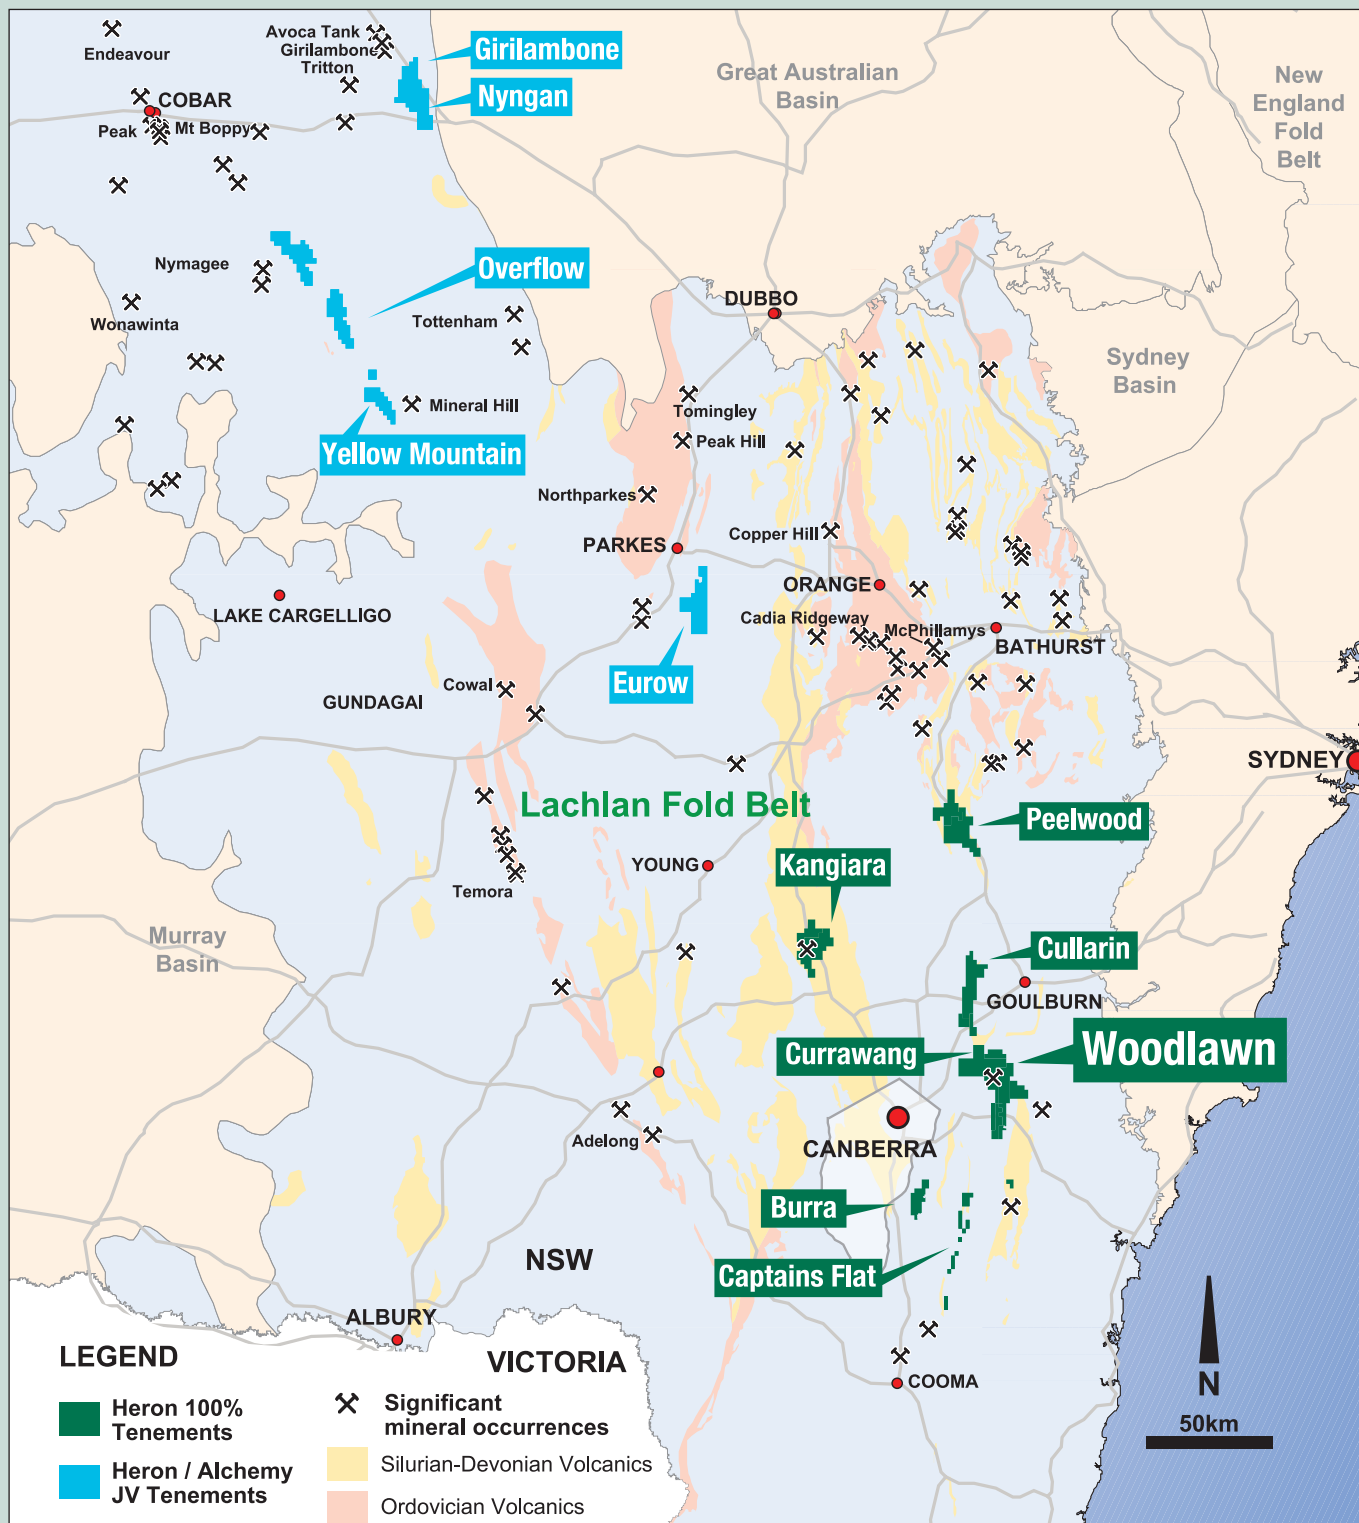 Endeavour
Avoca Tank
Girilambone
Tritton
Girilambone
Nyngan
Great Australian
Basin
New
England
Fold
Belt
COBAR
Peak
Mt Boppy
Nymagee
Overflow
Wonawinta
Tottenham
DUBBO
Sydney
Basin
Mineral Hill
Yellow Mountain
Tomingley
Peak Hill
Northparkes
Copper Hill
PARKES
ORANGE
LAKE CARGELLIGO
Cadia Ridgeway
McPhillamys
BATHURST
Eurow
Cowal
GUNDAGAI
SYDNEY
Lachlan Fold Belt
Peelwood
YOUNG
Kangiara
Temora
Murray
Basin
Cullarin
GOULBURN
Currawang
Woodlawn
Adelong
CANBERRA
Burra
NSW
Captains Flat
ALBURY
VICTORIA
COOMA
N
50km
LEGEND
Heron 100%
Tenements
Heron / Alchemy
JV Tenements
Significant
mineral occurrences
Silurian-Devonian Volcanics
Ordovician Volcanics